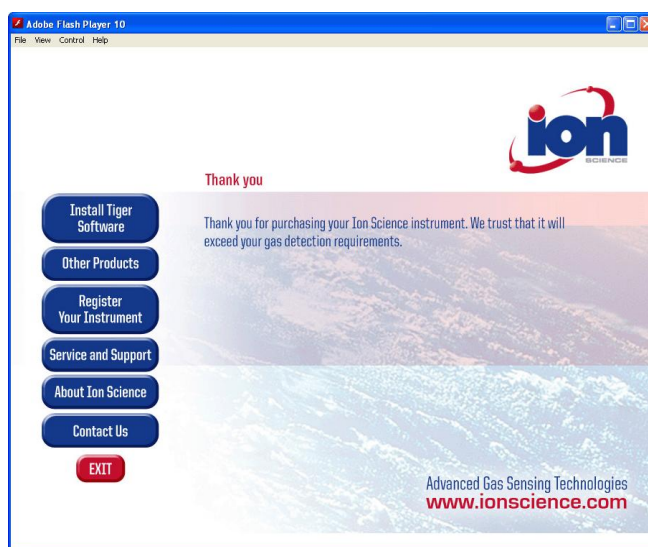 Adobe Flash Player 10
File View Control Help
ion
SCIENCE
Thank you
Thank you for purchasing your Ion Science instrument. We trust that it will
exceed your gas detection requirements.
Install Tiger
Software
Other Products
Register
Your Instrument
Service and Support
About Ion Science
Contact Us
EXIT
Advanced Gas Sensing Technologies
www.ionscience.com